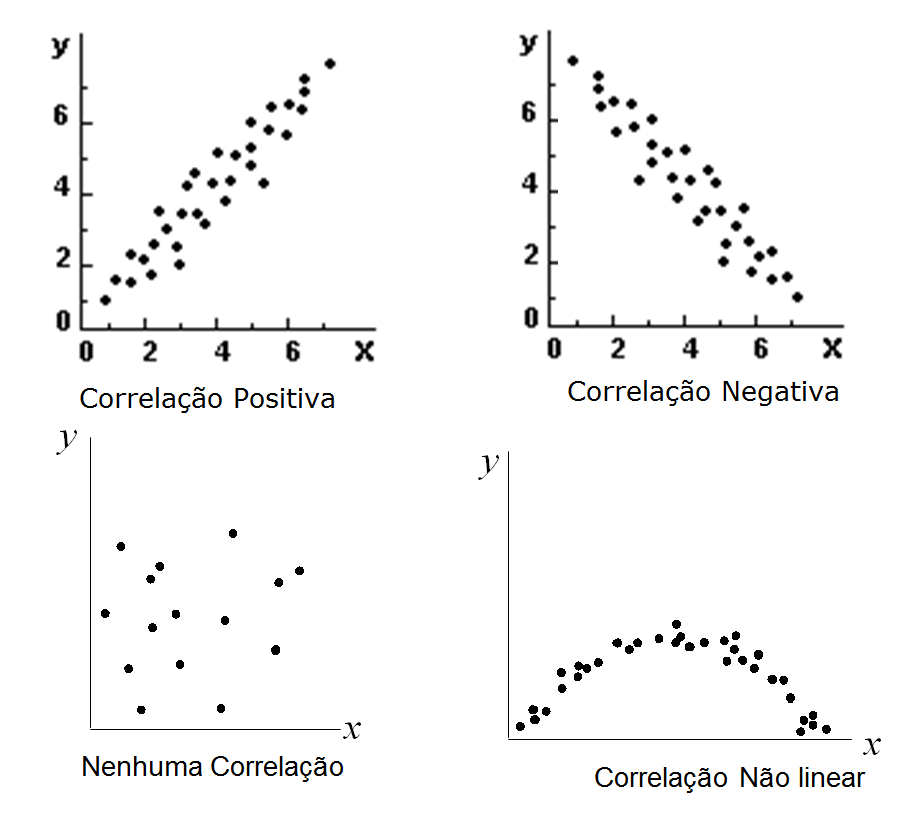 y
6
4
2
0
0 2 4 6 X
Correlação Positiva
y
6
4
2
0
0 2 4 6 X
Correlação Negativa
y
x
Nenhuma Correlação
y
x
Correlação Não linear